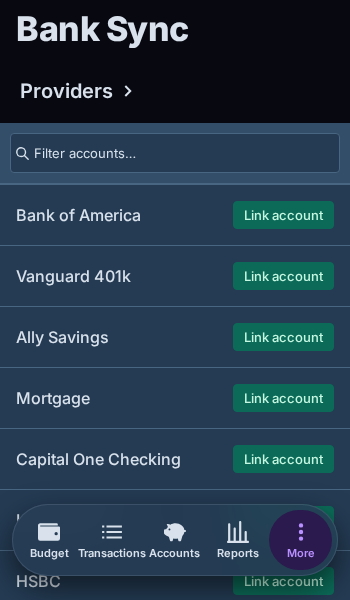 Bank Sync
Providers
Filter accounts...
Bank of America Link account
Vanguard 401k Link account
Ally Savings Link account
Mortgage Link account
Capital One Checking Link account
Budget Transactions Accounts Reports More
HSBC Link account